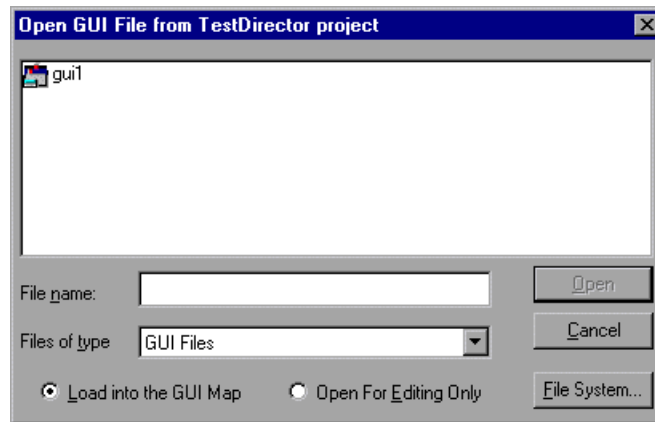 Open GUI File from TestDirector project
gui1
File name:
Open
Files of type
GUI Files
Cancel
Load into the GUI Map
Open For Editing Only
File System...